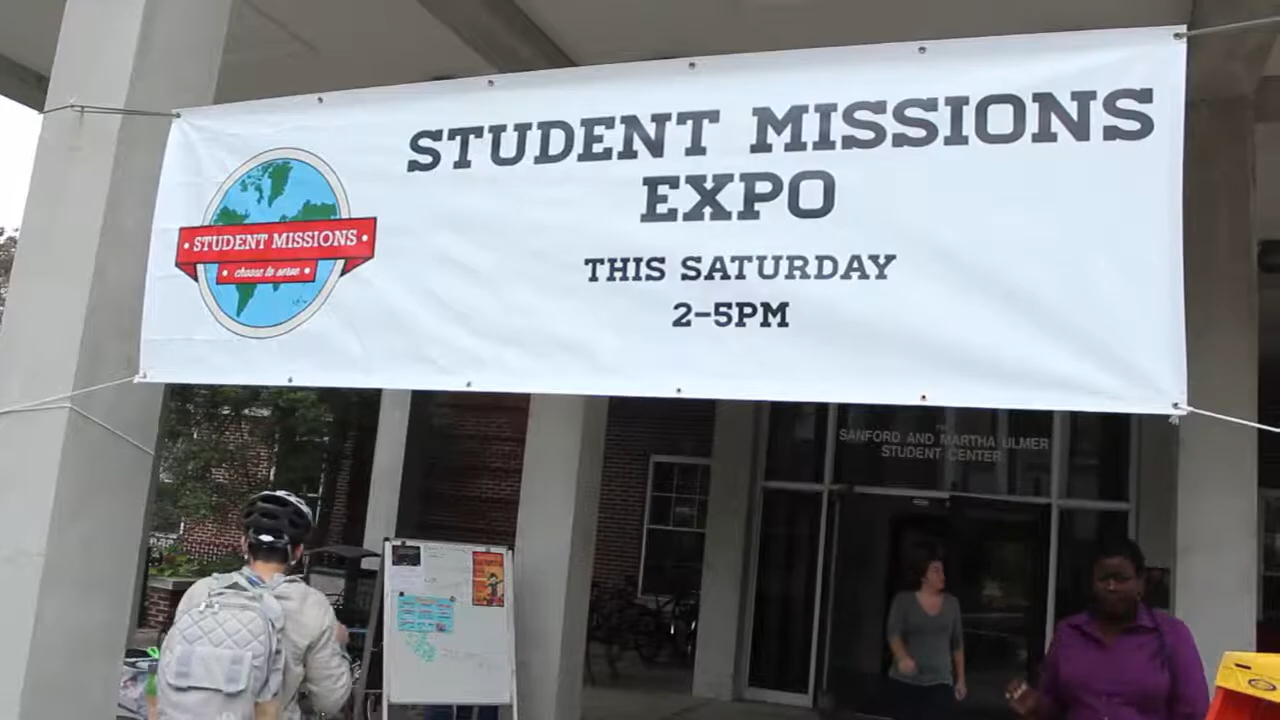 STUDENT MISSIONS
EXPO
THIS SATURDAY
2-5PM
• STUDENT MISSIONS •
• choose to serve •
SANFORD AND MARTHA ULMER
STUDENT CENTER